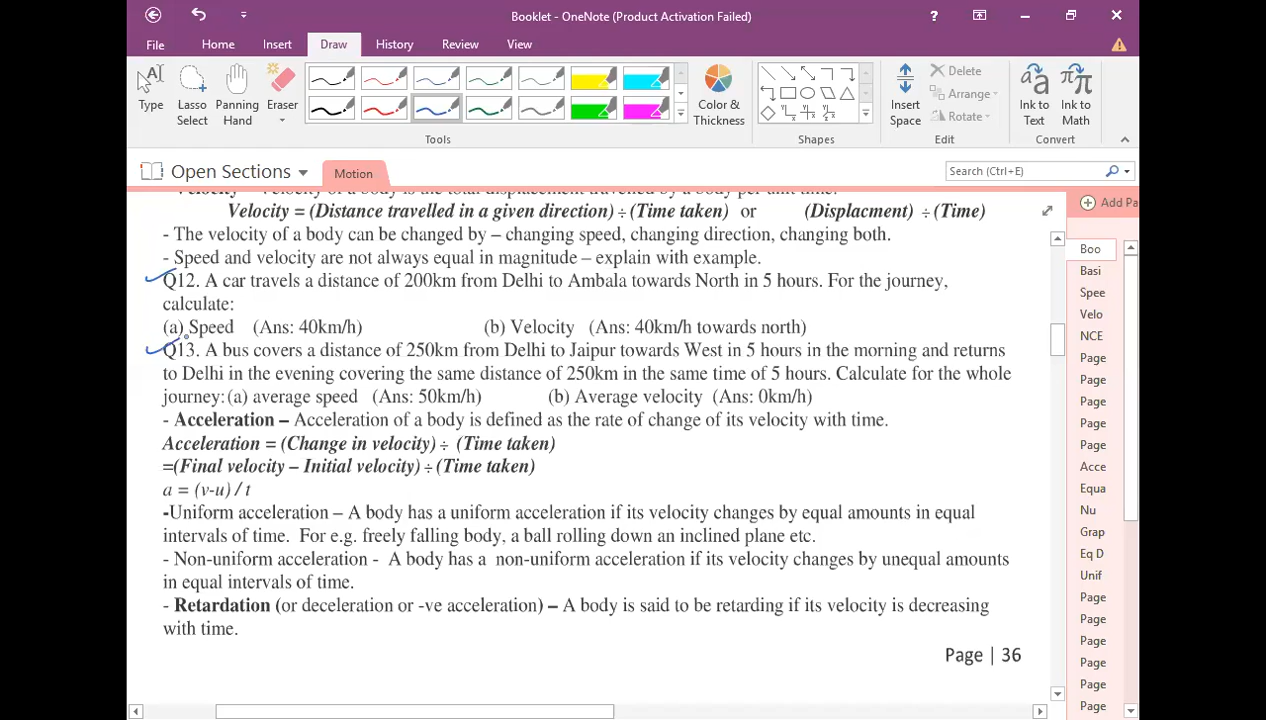 Booklet - OneNote (Product Activation Failed)
?
File
Home
Insert
Draw
History
Review
View
Type
Lasso
Select
Panning
Hand
Eraser
Color &
Thickness
Insert
Space
Delete
Arrange
Rotate
Ink to
Text
Ink to
Math
Tools
Shapes
Edit
Convert
Open Sections
Motion
Search (Ctrl+E)
Velocity – Velocity of a body is the total displacement travelled by a body per unit time.
Velocity = (Distance travelled in a given direction) ÷ (Time taken) or (Displacment) ÷ (Time)
- The velocity of a body can be changed by – changing speed, changing direction, changing both.
- Speed and velocity are not always equal in magnitude – explain with example.
Q12. A car travels a distance of 200km from Delhi to Ambala towards North in 5 hours. For the journey,
calculate:
(a) Speed (Ans: 40km/h) (b) Velocity (Ans: 40km/h towards north)
Q13. A bus covers a distance of 250km from Delhi to Jaipur towards West in 5 hours in the morning and returns
to Delhi in the evening covering the same distance of 250km in the same time of 5 hours. Calculate for the whole
journey: (a) average speed (Ans: 50km/h) (b) Average velocity (Ans: 0km/h)
- Acceleration – Acceleration of a body is defined as the rate of change of its velocity with time.
Acceleration = (Change in velocity) ÷ (Time taken)
=(Final velocity – Initial velocity) ÷ (Time taken)
a = (v-u) / t
-Uniform acceleration – A body has a uniform acceleration if its velocity changes by equal amounts in equal
intervals of time. For e.g. freely falling body, a ball rolling down an inclined plane etc.
- Non-uniform acceleration - A body has a non-uniform acceleration if its velocity changes by unequal amounts
in equal intervals of time.
- Retardation (or deceleration or -ve acceleration) – A body is said to be retarding if its velocity is decreasing
with time.
Page | 36
Add Pa
Boo
Basi
Spee
Velo
NCE
Page
Page
Page
Page
Page
Acce
Equa
Nu
Grap
Eq D
Unif
Page
Page
Page
Page
Page
Page